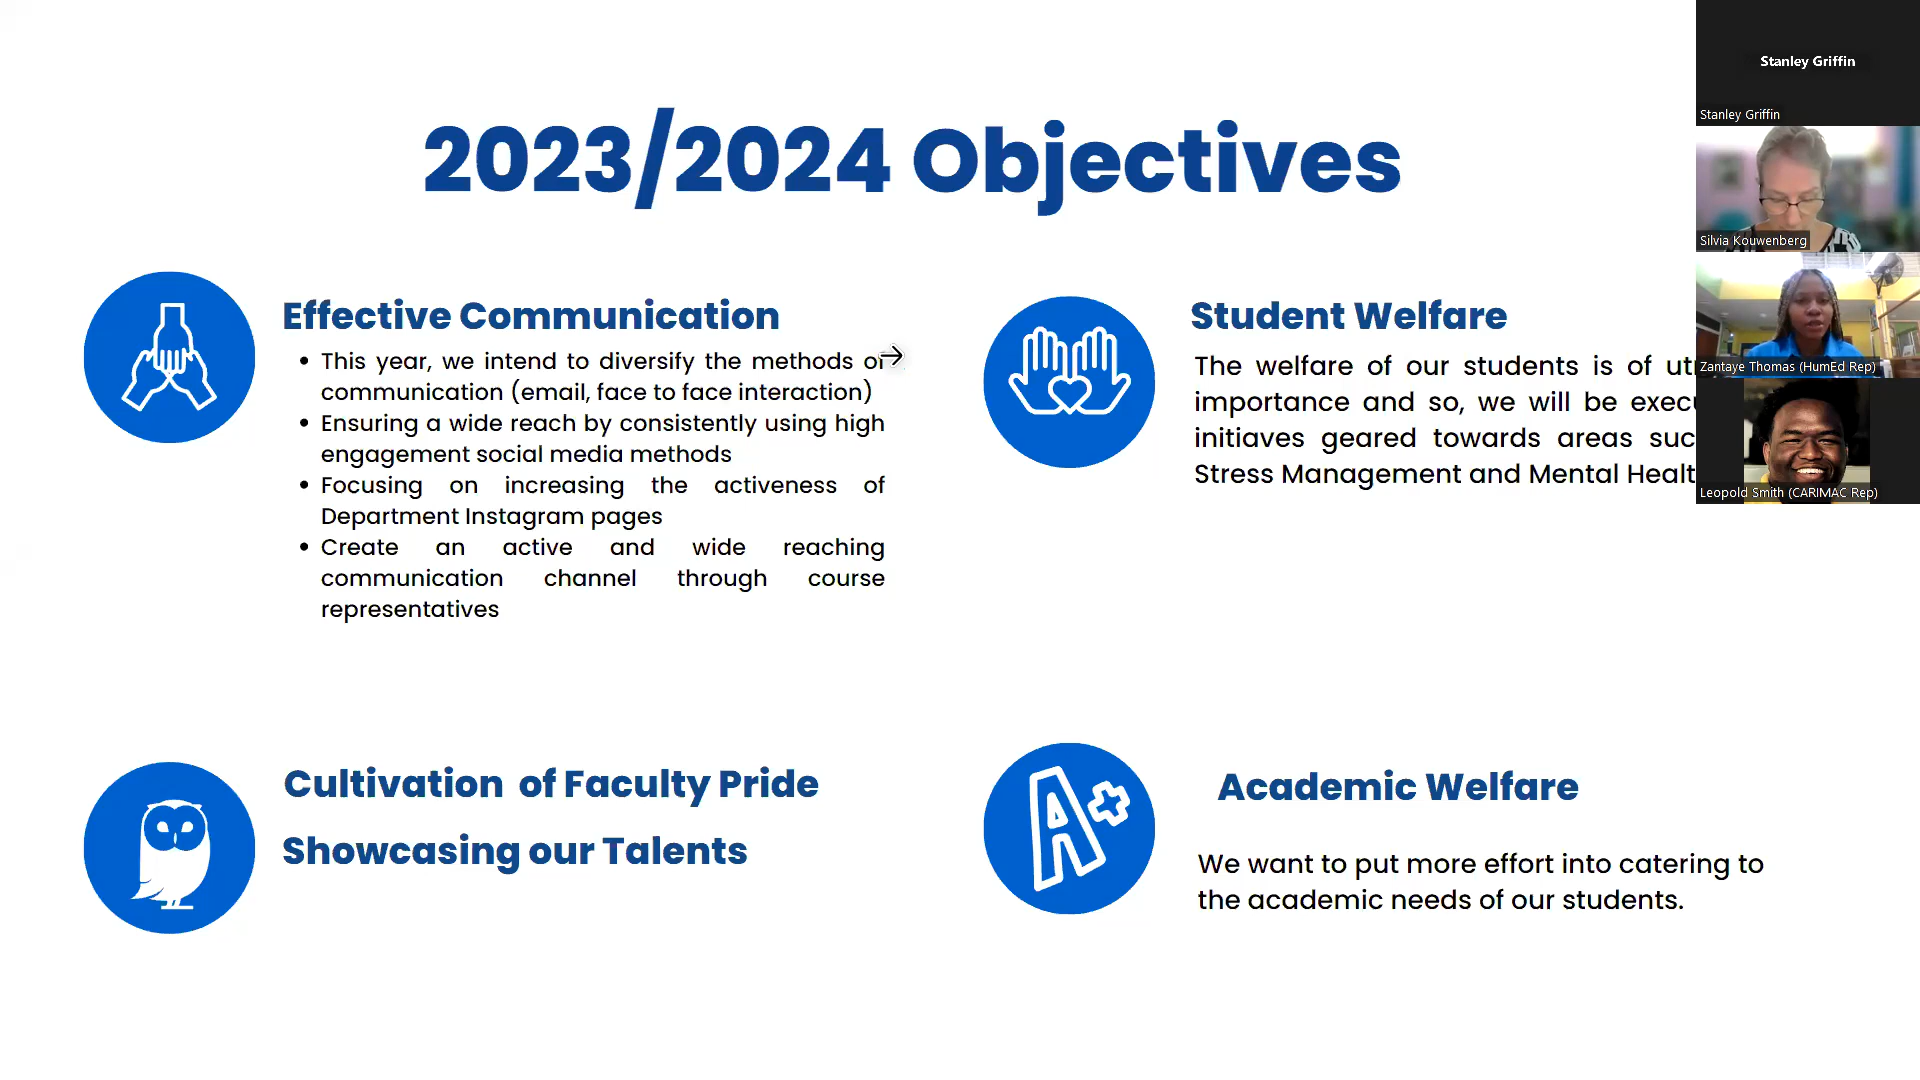 2023/2024 Objectives
Effective Communication
• This year, we intend to diversify the methods
communication (email, face to face interaction)
• Ensuring a wide reach by consistently using high
engagement social media methods
• Focusing on increasing the activeness of
Department Instagram pages
• Create an active and wide reaching
communication channel through course
representatives
Student Welfare
The welfare of our students is of
importance and so, we will be
initiaves geared towards areas
Stress Management and Mental
Cultivation of Faculty Pride
Showcasing our Talents
Academic Welfare
We want to put more effort into catering to
the academic needs of our students.
Stanley Griffin
Stanley Griffin
Silvia Kouwenberg
Zantaye Thomas (HumEd Rep)
Leopold Smith (CARIMAC Rep)